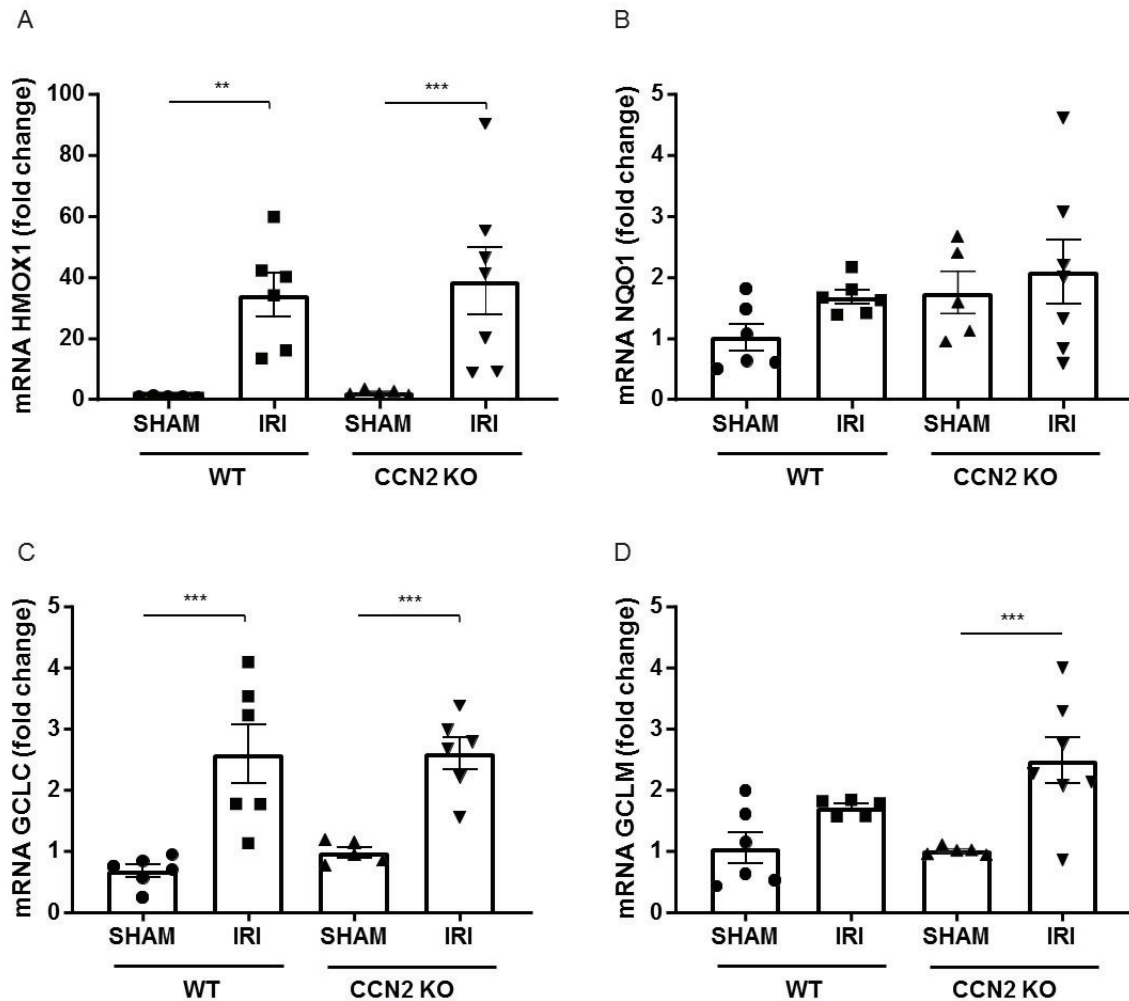 A
mRNA HMOX1 (fold change)
100
80
60
40
20
0
**
***
SHAM IRI SHAM IRI
WT CCN2 KO
B
mRNA NQO1 (fold change)
5
4
3
2
1
0
SHAM IRI SHAM IRI
WT CCN2 KO
C
mRNA GCLC (fold change)
5
4
3
2
1
0
***
***
SHAM IRI SHAM IRI
WT CCN2 KO
D
mRNA GCLM (fold change)
5
4
3
2
1
0
***
SHAM IRI SHAM IRI
WT CCN2 KO